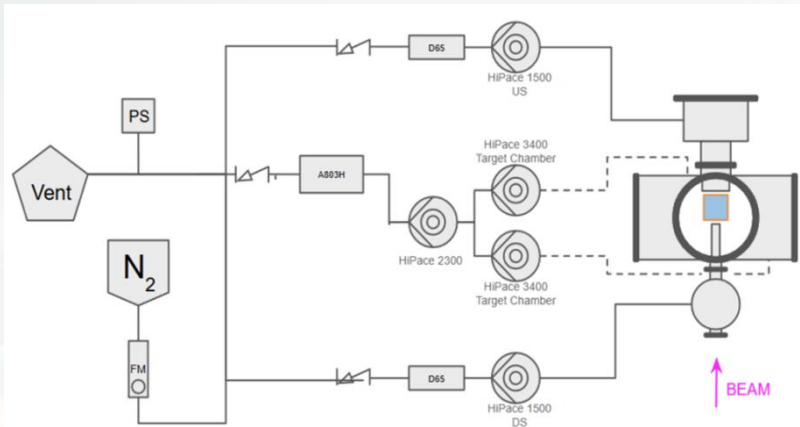 D65
HiPace 1500
US
PS
HiPace 3400
Target Chamber
A803H
Vent
HiPace 2300
N2
HiPace 3400
Target Chamber
FM
D65
HiPace 1500
DS
BEAM